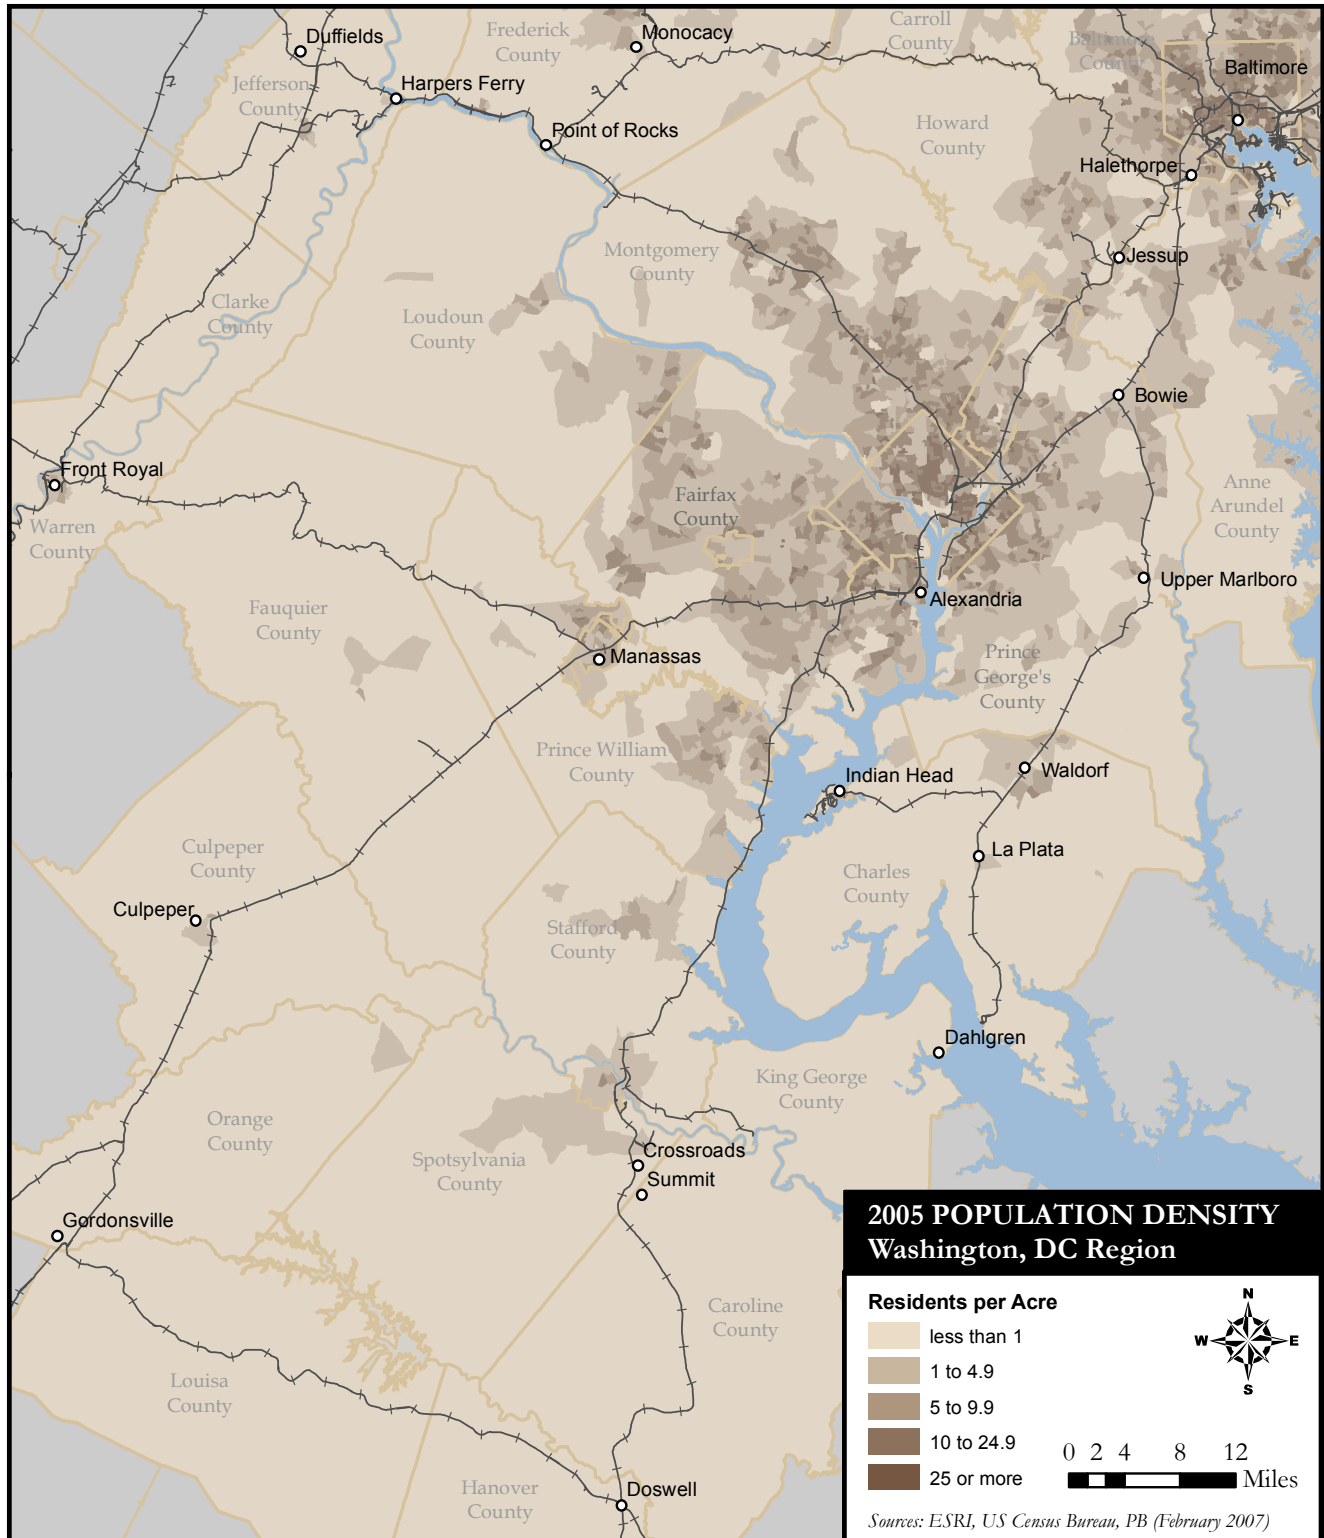 Duffields
Frederick
County
Monocacy
Carroll
County
Baltimore
County
Baltimore
Jefferson
County
Harpers Ferry
Point of Rocks
Howard
County
Halethorpe
Montgomery
County
Jessup
Clarke
County
Loudoun
County
Bowie
Front Royal
Fairfax
County
Anne
Arundel
County
Warren
County
Upper Marlboro
Fauquier
County
Alexandria
Manassas
Prince
George's
County
Prince William
County
Indian Head
Waldorf
Culpeper
County
La Plata
Charles
County
Culpeper
Stafford
County
Dahlgren
King George
County
Orange
County
Spotsylvania
County
Crossroads
Summit
Gordonsville
Caroline
County
Louisa
County
Hanover
County
Doswell
2005 POPULATION DENSITY
Washington, DC Region
Residents per Acre
less than 1
1 to 4.9
5 to 9.9
10 to 24.9
25 or more
N
W E
S
0 2 4 8 12
Miles
Sources: ESRI, US Census Bureau, PB (February 2007)